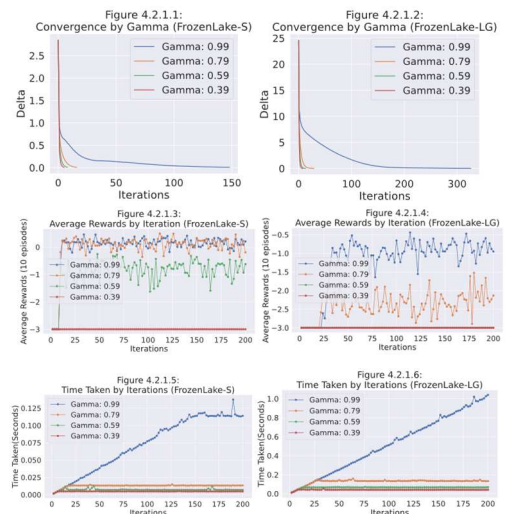 Figure 4.2.1.1:
Convergence by Gamma (FrozenLake-S)
Delta
2.5
2.0
1.5
1.0
0.5
0.0
Gamma: 0.99
Gamma: 0.79
Gamma: 0.59
Gamma: 0.39
0 50 100 150
Iterations
Figure 4.2.1.2:
Convergence by Gamma (FrozenLake-LG)
Delta
25
20
15
10
5
0
Gamma: 0.99
Gamma: 0.79
Gamma: 0.59
Gamma: 0.39
0 100 200 300
Iterations
Figure 4.2.1.3:
Average Rewards by Iteration (FrozenLake-S)
Average Rewards (10 episodes)
0
−1
−2
−3
Gamma: 0.99
Gamma: 0.79
Gamma: 0.59
Gamma: 0.39
0 25 50 75 100 125 150 175 200
Iterations
Figure 4.2.1.4:
Average Rewards by Iteration (FrozenLake-LG)
Average Rewards (10 episodes)
−0.5
−1.0
−1.5
−2.0
−2.5
−3.0
Gamma: 0.99
Gamma: 0.79
Gamma: 0.59
Gamma: 0.39
0 25 50 75 100 125 150 175 200
Iterations
Figure 4.2.1.5:
Time Taken by Iterations (FrozenLake-S)
Time Taken(Seconds)
0.125
0.100
0.075
0.050
0.025
0.000
Gamma: 0.99
Gamma: 0.79
Gamma: 0.59
Gamma: 0.39
0 25 50 75 100 125 150 175 200
Iterations
Figure 4.2.1.6:
Time Taken by Iterations (FrozenLake-LG)
Time Taken(Seconds)
1.0
0.8
0.6
0.4
0.2
0.0
Gamma: 0.99
Gamma: 0.79
Gamma: 0.59
Gamma: 0.39
0 25 50 75 100 125 150 175 200
Iterations